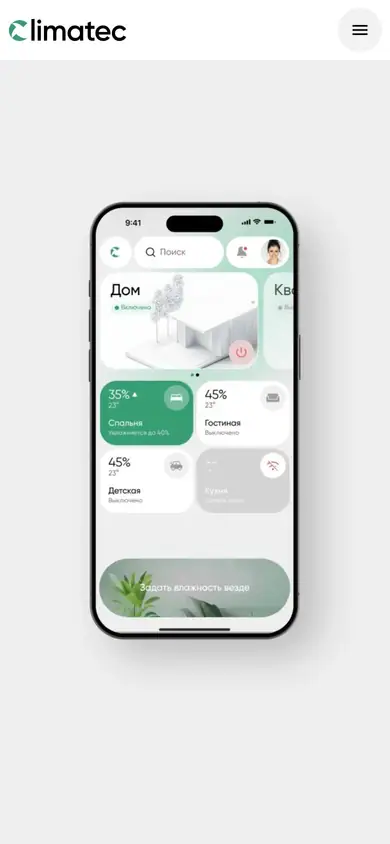 Climatec
9:41
Поиск
Дом
Включено
35%
23°
Спальня
Увлажняется до 40%
45%
23°
Гостиная
Выключено
45%
23°
Детская
Выключено
--
Кухня
Задать влажность везде